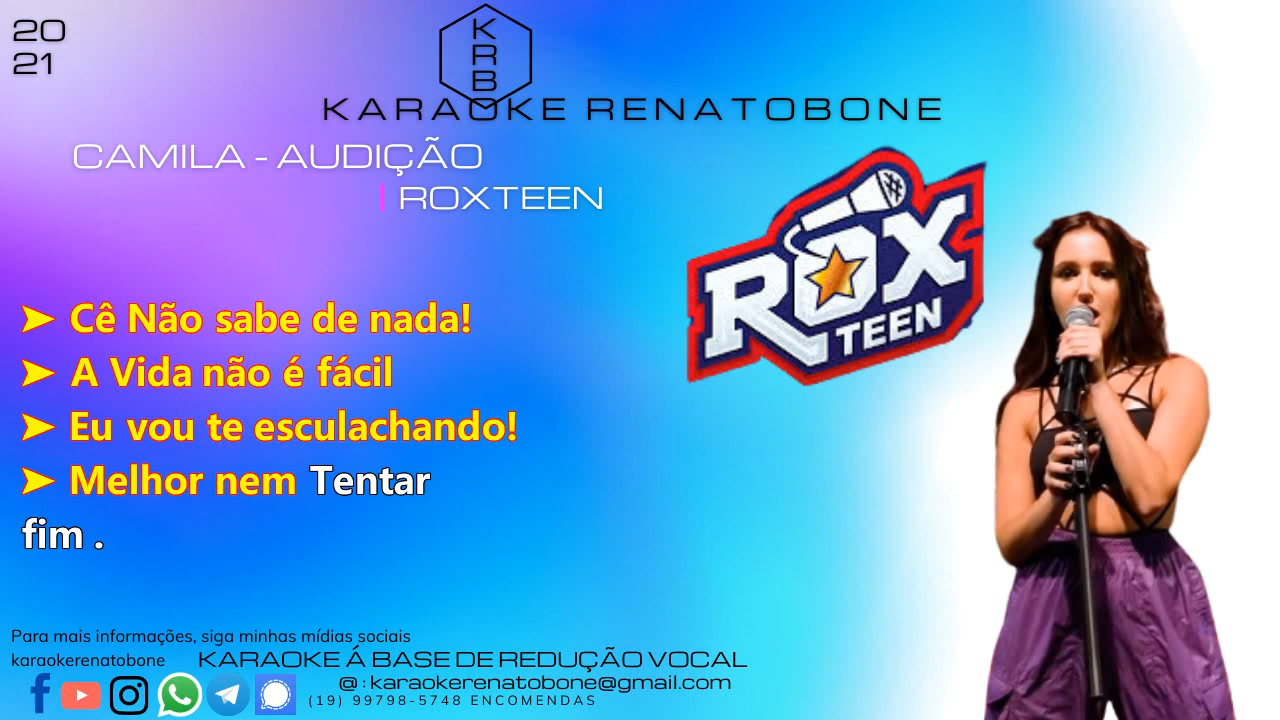 20
21
KRB
KARAOKE RENATOBONE
CAMILA - AUDIÇÃO
| ROXTEEN
ROX
TEEN
➤ Cê Não sabe de nada!
➤ A Vida não é fácil
➤ Eu vou te esculachando!
➤ Melhor nem Tentar
fim .
Para mais informações, siga minhas mídias sociais
karaokerenatobone
KARAOKE Á BASE DE REDUÇÃO VOCAL
@ : karaokerenatobone@gmail.com
(19) 99798-5748 ENCOMENDAS